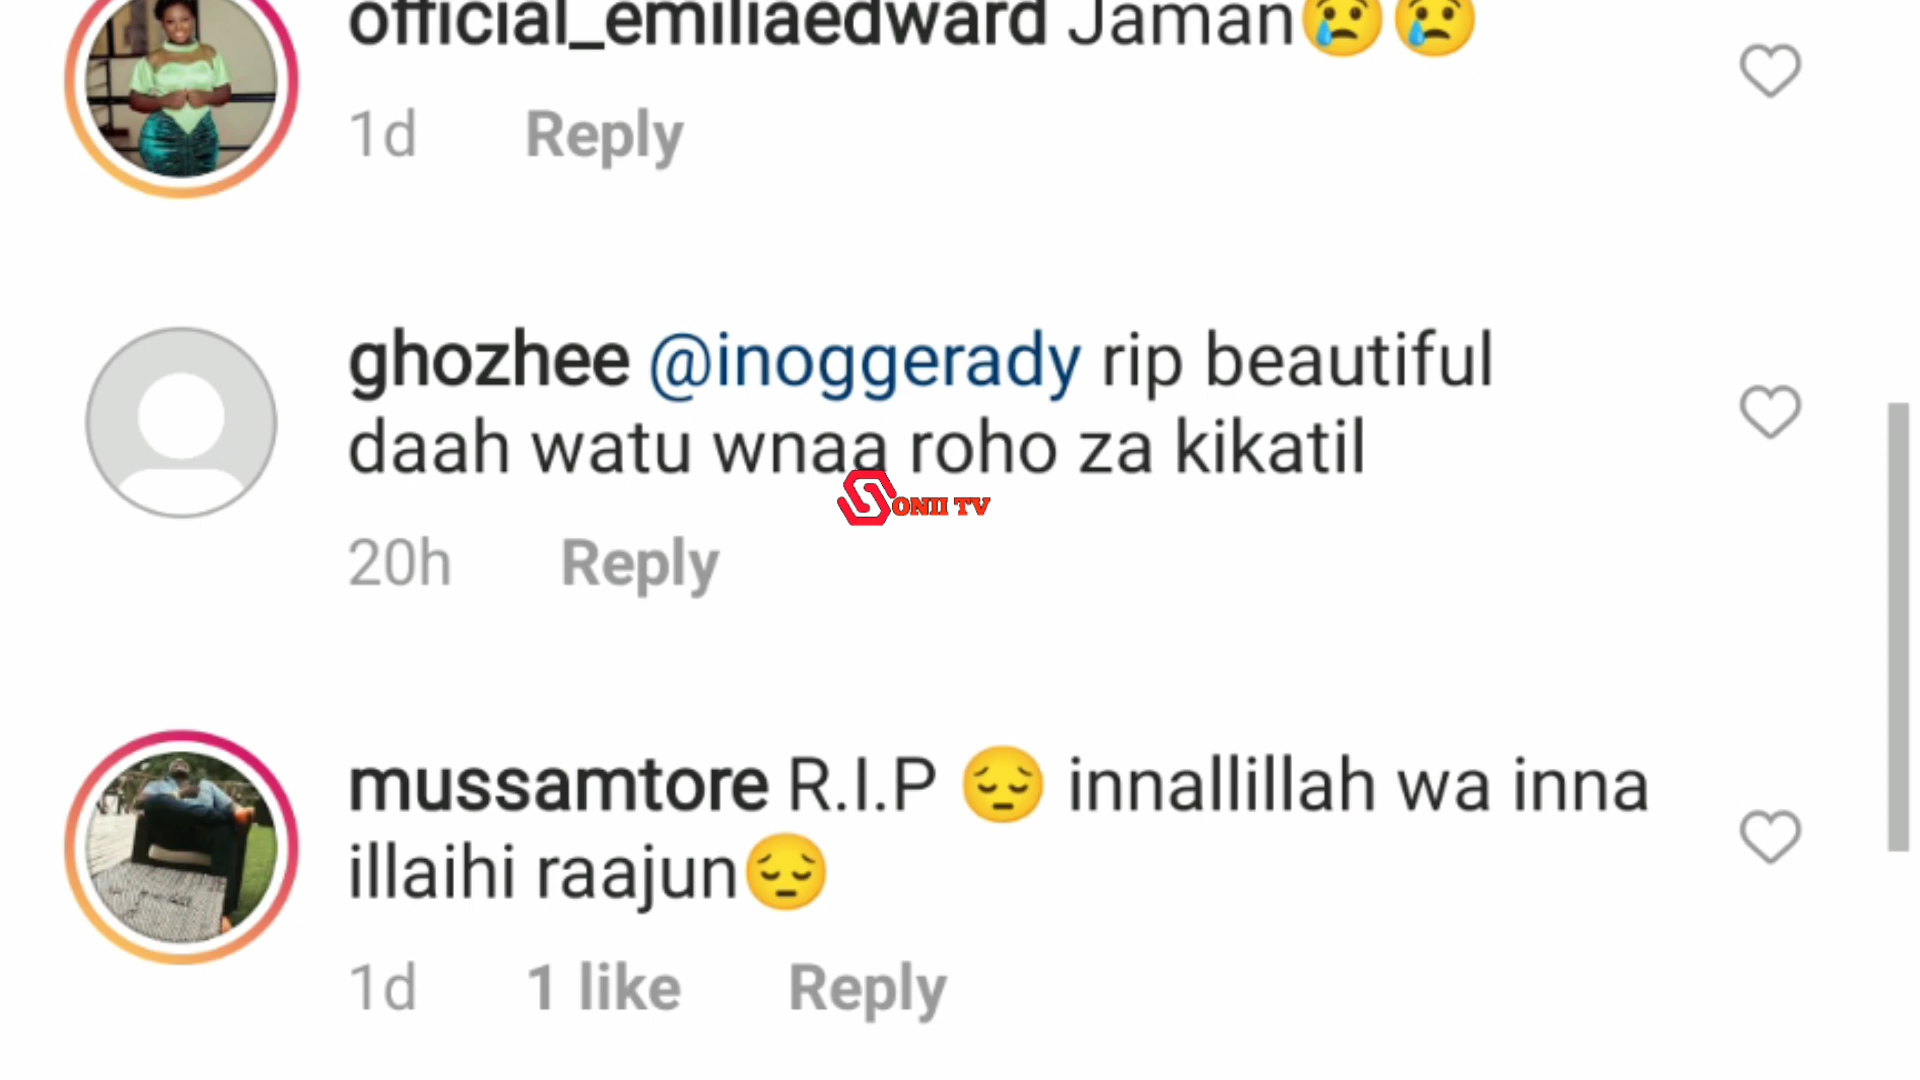 official_emiliaedward Jaman😢😢
1d Reply
ghozhee @inoggerady rip beautiful
daah watu wnaa roho za kikatil
SONII TV
20h Reply
mussamtore R.I.P 😔 innallillah wa inna
illaihi raajun😔
1d 1 like Reply